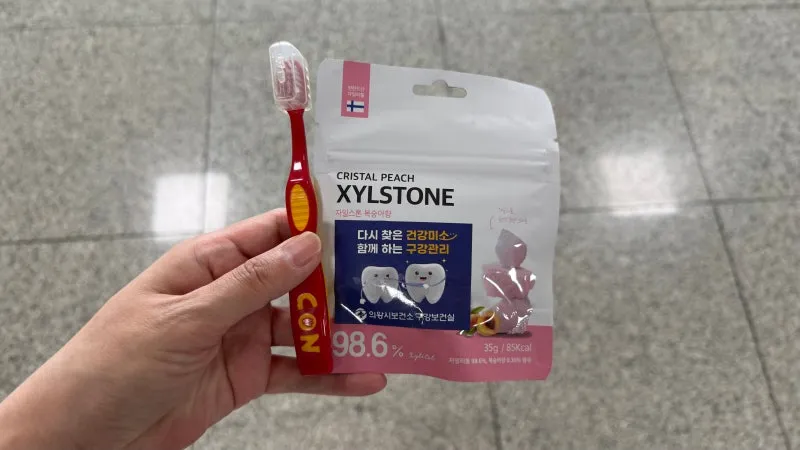 CRISTAL PEACH
XYLSTONE
자일스톤 복숭아향
다시 찾은 건강미소
함께 하는 구강관리
의왕시보건소 구강보건실
98.6%
35g / 85Kcal
CON